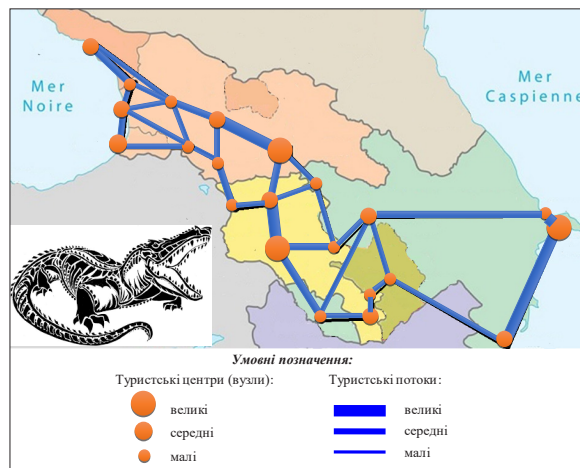 Mer
Noire
Mer
Caspienne
Умовні позначення:
Туристські центри (вузли):
великі
середні
малі
Туристські потоки:
великі
середні
малі